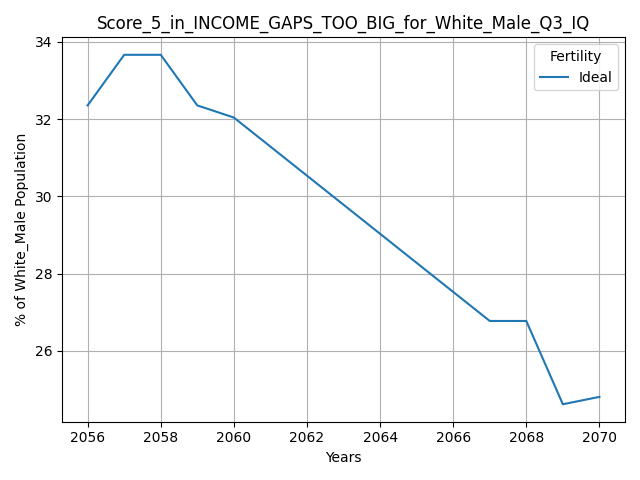 Score_5_in_INCOME_GAPS_TOO_BIG_for_White_Male_Q3_IQ
Fertility
Ideal
% of White_Male Population
34
32
30
28
26
2056 2058 2060 2062 2064 2066 2068 2070
Years